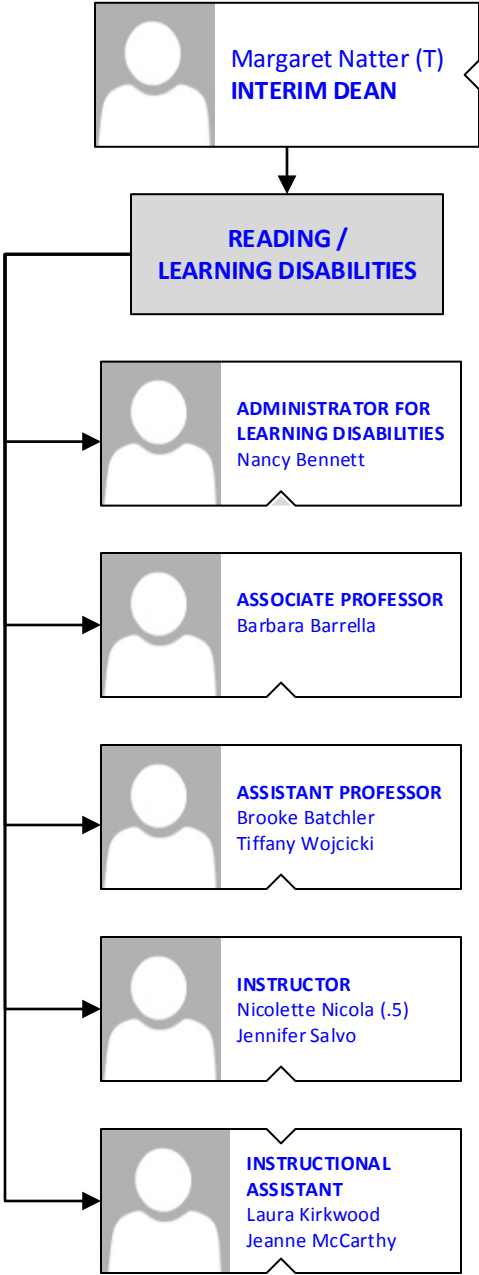 Margaret Natter (T)
INTERIM DEAN
READING /
LEARNING DISABILITIES
ADMINISTRATOR FOR
LEARNING DISABILITIES
Nancy Bennett
ASSOCIATE PROFESSOR
Barbara Barrella
ASSISTANT PROFESSOR
Brooke Batchler
Tiffany Wojcicki
INSTRUCTOR
Nicolette Nicola (.5)
Jennifer Salvo
INSTRUCTIONAL
ASSISTANT
Laura Kirkwood
Jeanne McCarthy